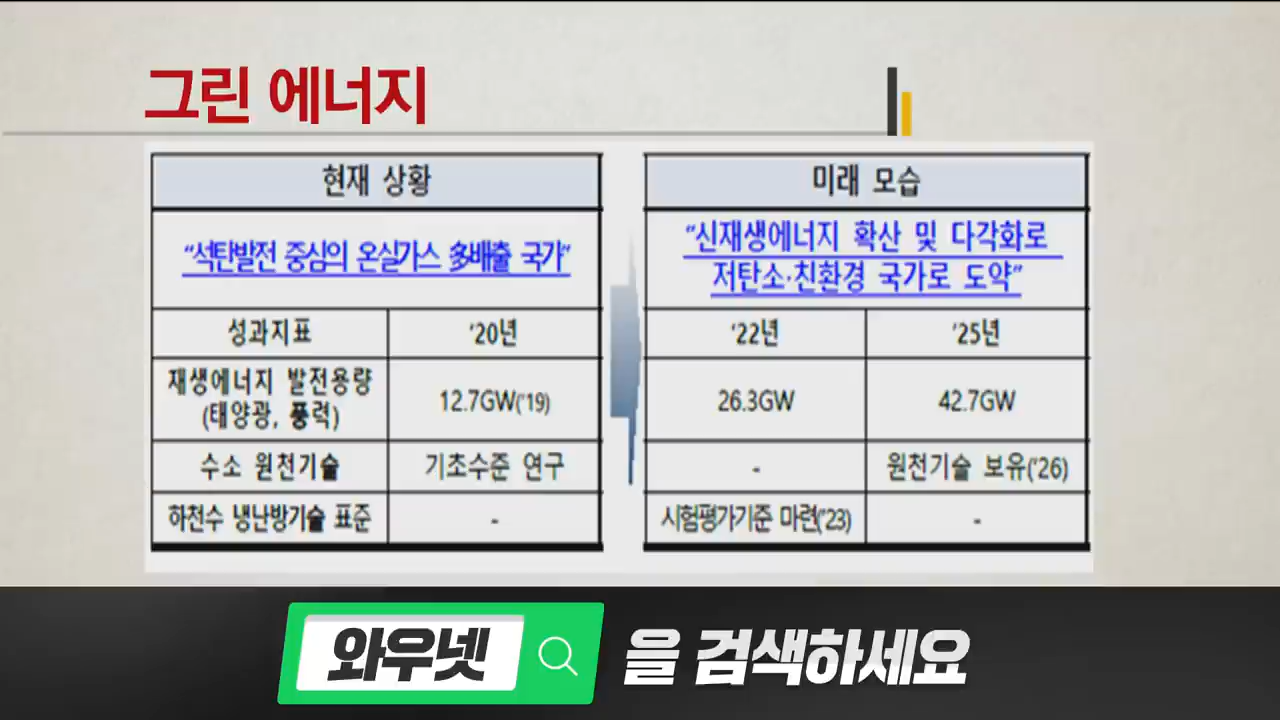 그린 에너지
현재 상황
“석탄발전 중심의 온실가스 多배출 국가”
성과지표 '20년
재생에너지 발전용량
(태양광, 풍력)
12.7GW('19)
수소 원천기술 기초수준 연구
하천수 냉난방기술 표준 -
미래 모습
“신재생에너지 확산 및 다각화로
저탄소·친환경 국가로 도약”
'22년 '25년
26.3GW 42.7GW
- 원천기술 보유('26)
시험평가기준 마련('23) -
와우넷 을 검색하세요